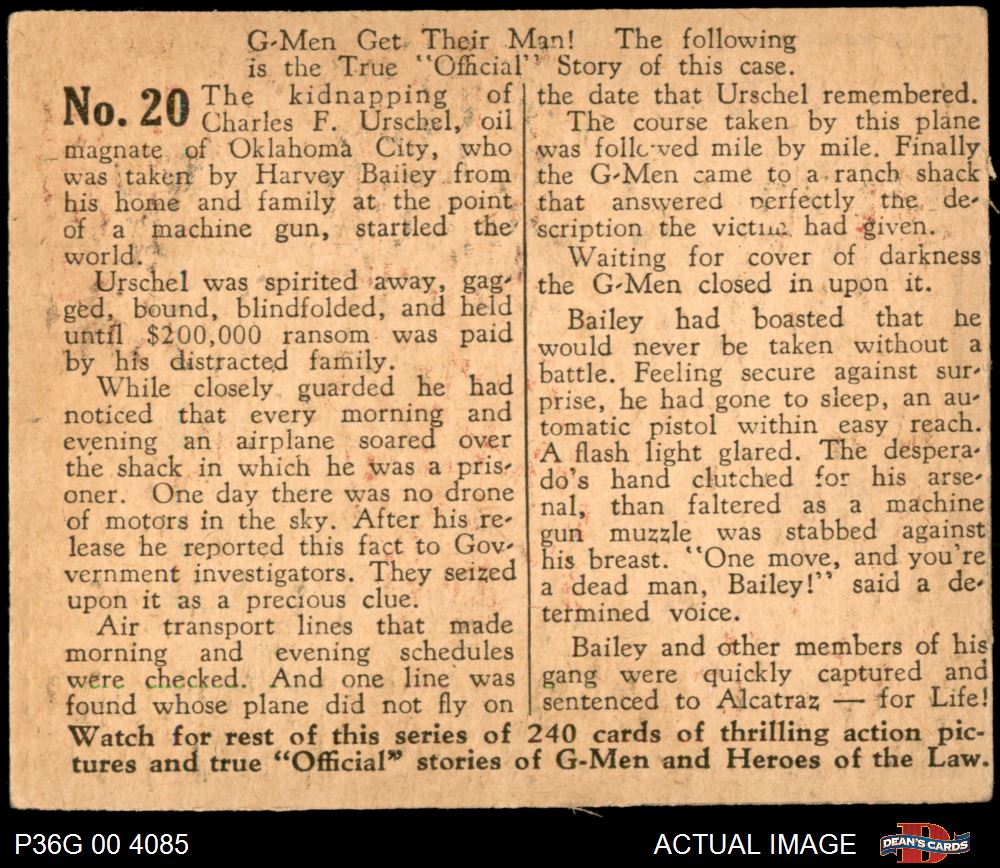 G-Men Get Their Man! The following
is the True "Official" Story of this case.
No. 20 The kidnapping of
Charles F. Urschel, oil
magnate of Oklahoma City, who
was taken by Harvey Bailey from
his home and family at the point
of a machine gun, startled the
world.
Urschel was spirited away, gag-
ged, bound, blindfolded, and held
until $200,000 ransom was paid
by his distracted family.
While closely guarded he had
noticed that every morning and
evening an airplane soared over
the shack in which he was a pris-
oner. One day there was no drone
of motors in the sky. After his re-
lease he reported this fact to Gov-
vernment investigators. They seized
upon it as a precious clue.
Air transport lines that made
morning and evening schedules
were checked. And one line was
found whose plane did not fly on
the date that Urschel remembered.
The course taken by this plane
was followed mile by mile. Finally
the G-Men came to a ranch shack
that answered perfectly the de-
scription the victim had given.
Waiting for cover of darkness
the G-Men closed in upon it.
Bailey had boasted that he
would never be taken without a
battle. Feeling secure against sur-
prise, he had gone to sleep, an au-
tomatic pistol within easy reach.
A flash light glared. The despera-
do's hand clutched for his arse-
nal, than faltered as a machine
gun muzzle was stabbed against
his breast. "One move, and you're
a dead man, Bailey!" said a de-
termined voice.
Bailey and other members of his
gang were quickly captured and
sentenced to Alcatraz — for Life!
Watch for rest of this series of 240 cards of thrilling action pic-
tures and true "Official" stories of G-Men and Heroes of the Law.
P36G 00 4085
ACTUAL IMAGE
D
DEAN'S CARDS